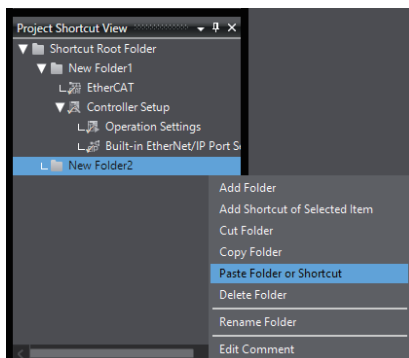 Project Shortcut View
Shortcut Root Folder
New Folder1
EtherCAT
Controller Setup
Operation Settings
Built-in EtherNet/IP Port
New Folder2
Add Folder
Add Shortcut of Selected Item
Cut Folder
Copy Folder
Paste Folder or Shortcut
Delete Folder
Rename Folder
Edit Comment